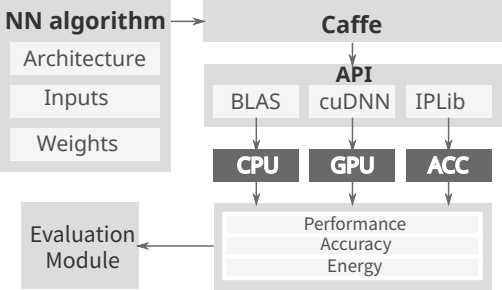 NN algorithm
Architecture
Inputs
Weights
Caffe
API
BLAS
cuDNN
IPLib
CPU
GPU
ACC
Performance
Accuracy
Energy
Evaluation
Module